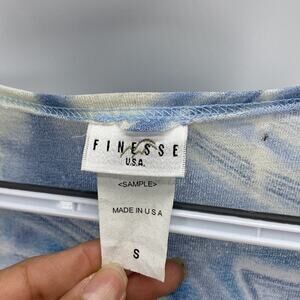 FINESSE
U.S.A.
<SAMPLE>
MADE IN U S A
S